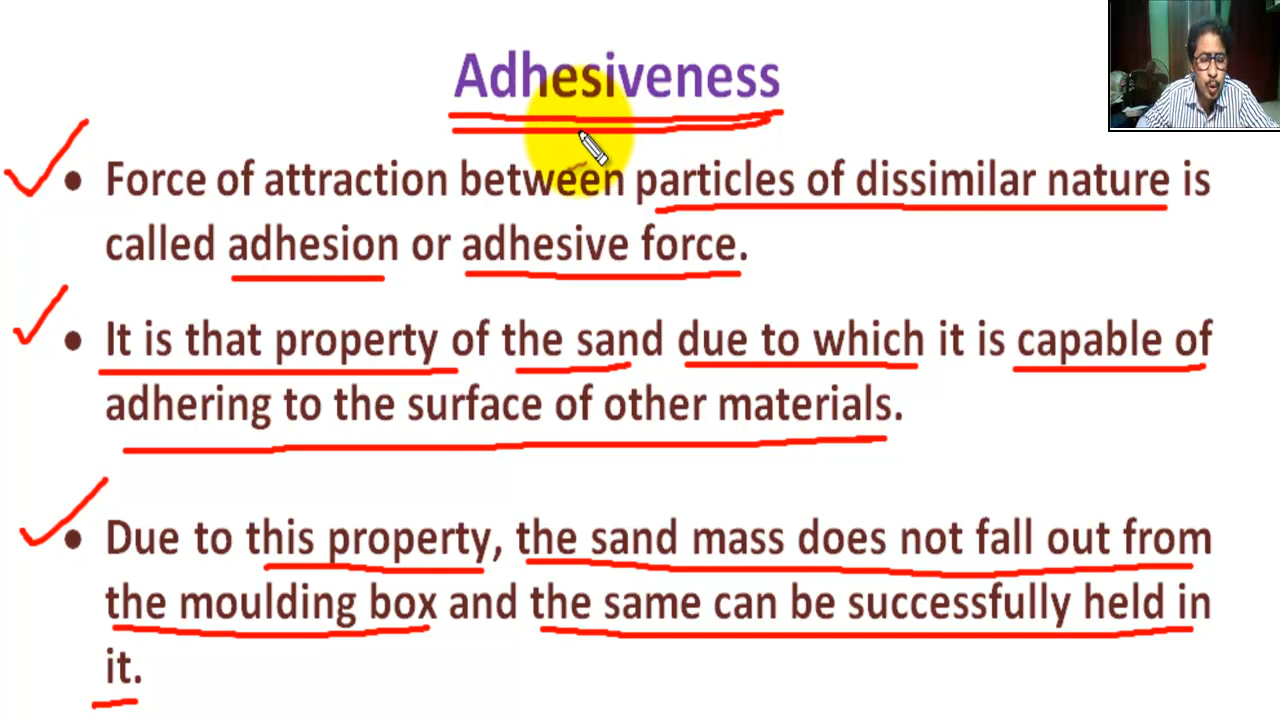 Adhesiveness
• Force of attraction between particles of dissimilar nature is
called adhesion or adhesive force.
• It is that property of the sand due to which it is capable of
adhering to the surface of other materials.
• Due to this property, the sand mass does not fall out from
the moulding box and the same can be successfully held in
it.